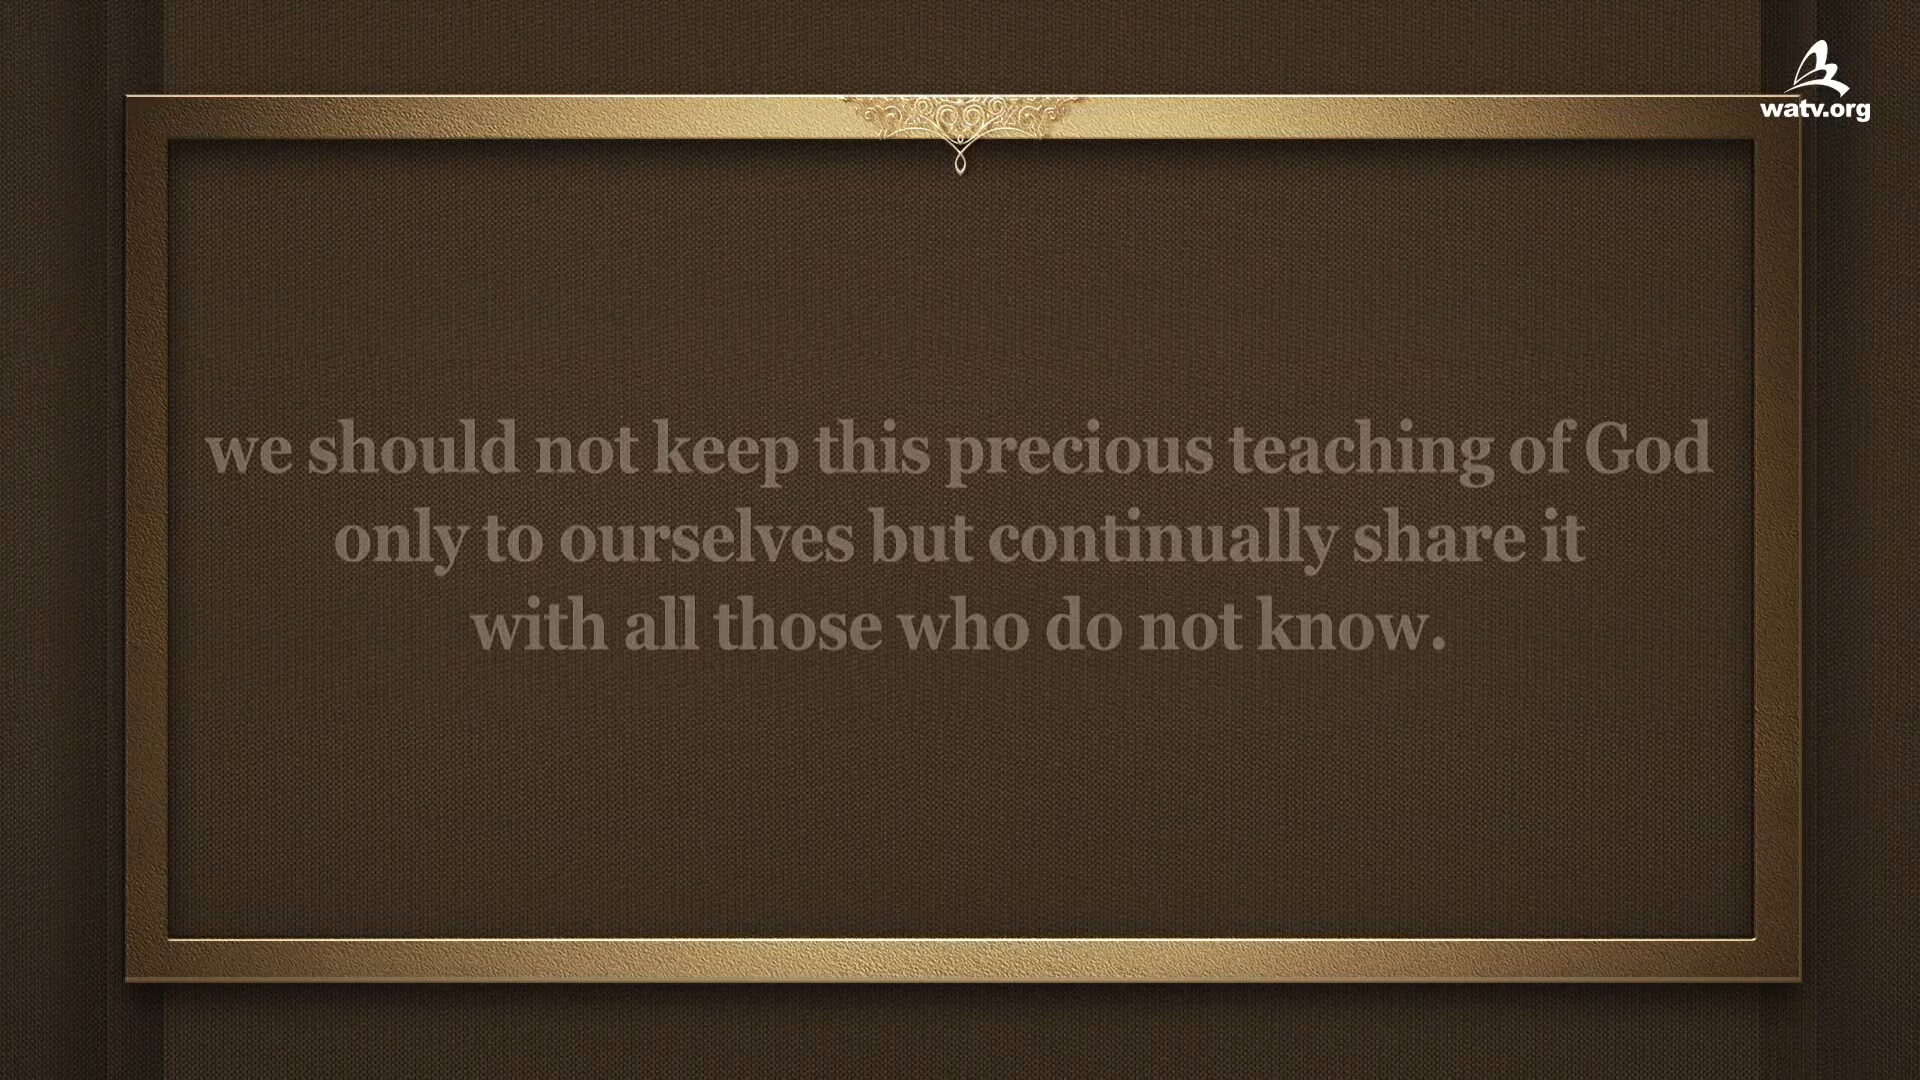 watv.org
we should not keep this precious teaching of God
only to ourselves but continually share it
with all those who do not know.